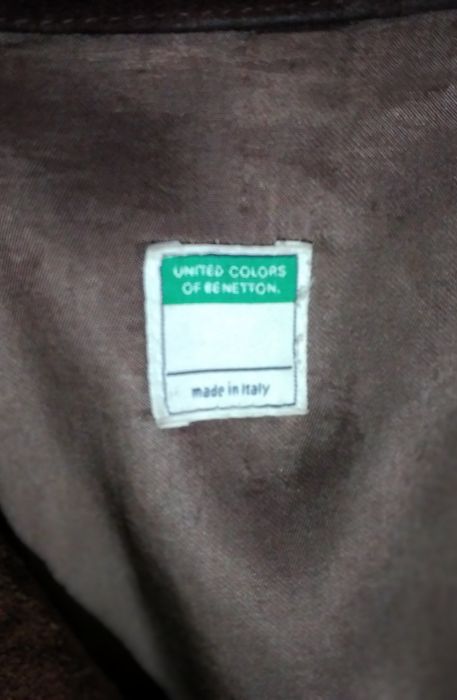 UNITED COLORS
OF BENETTON.
made in Italy